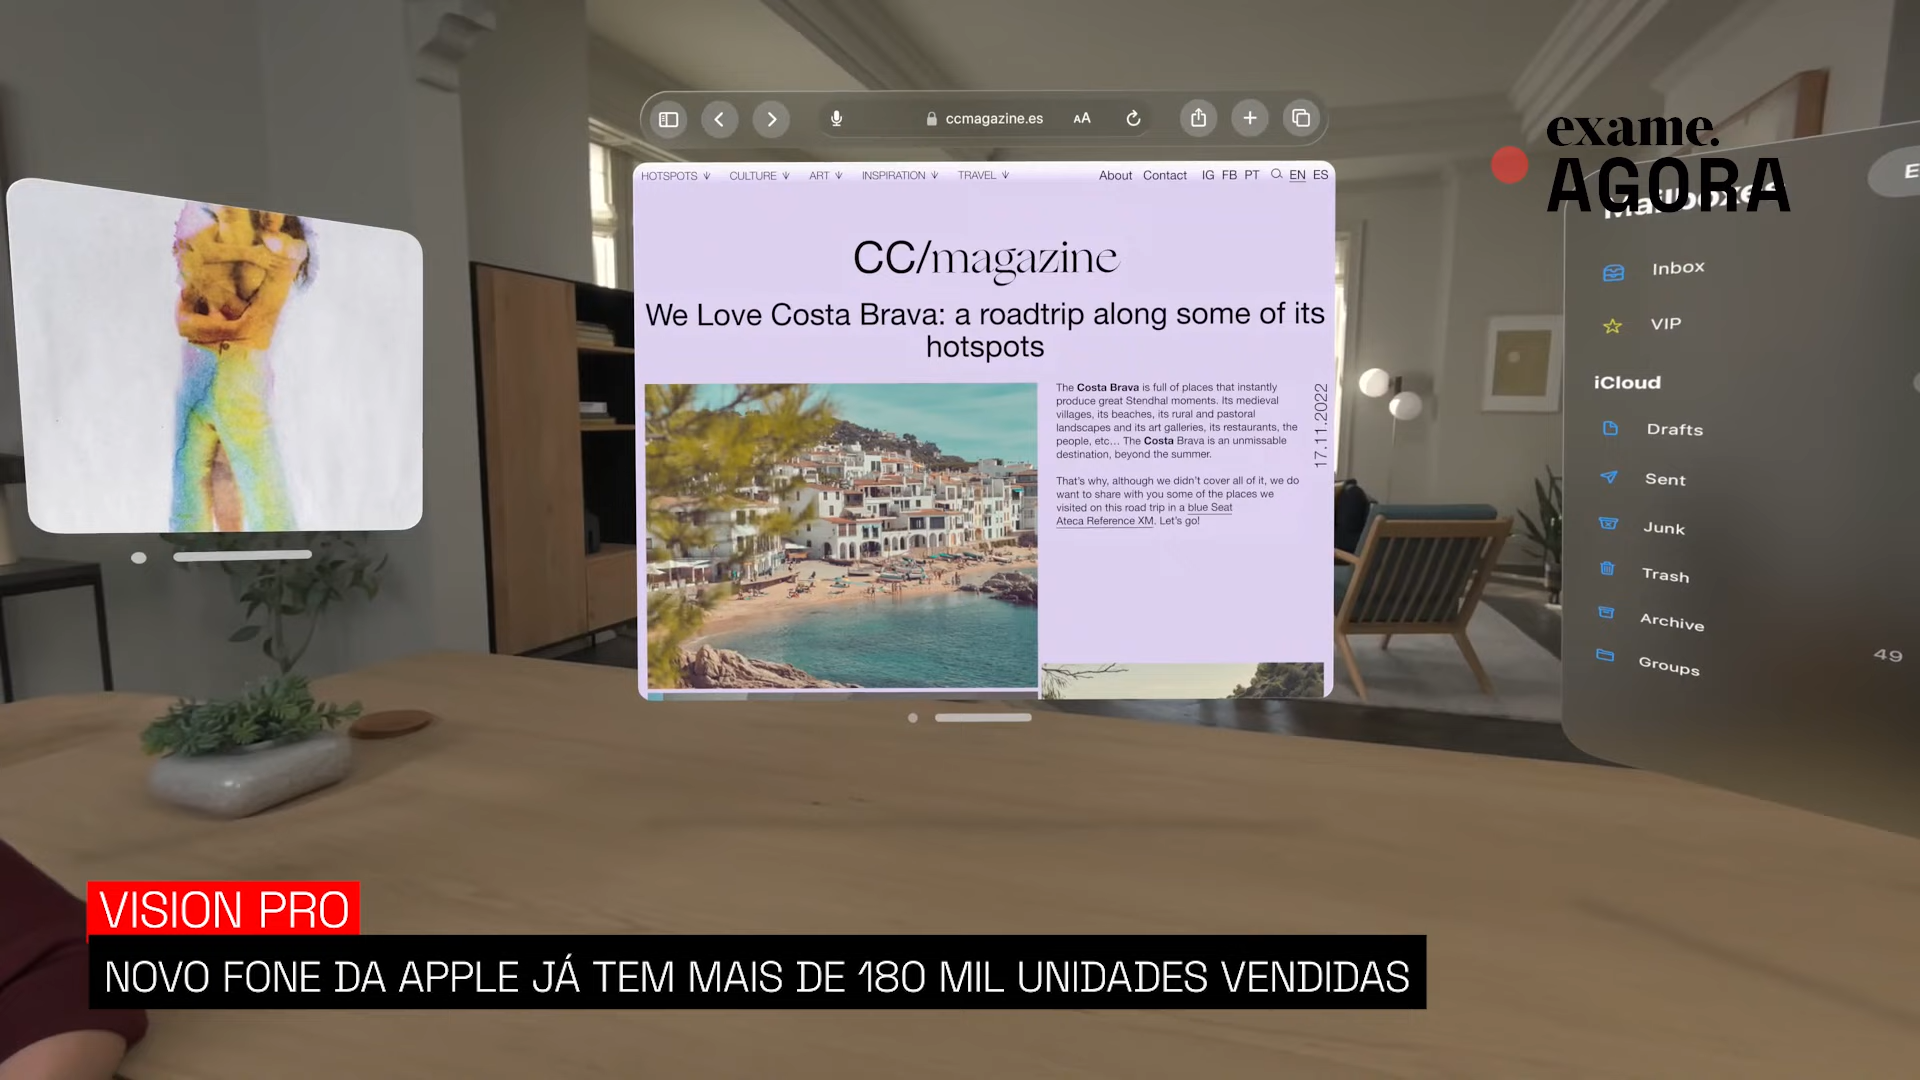 ccmagazine.es
AA
HOTSPOTS
CULTURE
ART
INSPIRATION
TRAVEL
About Contact IG FB PT EN ES
CC/magazine
We Love Costa Brava: a roadtrip along some of its
hotspots
The Costa Brava is full of places that instantly
produce great Stendhal moments. Its medieval
villages, its beaches, its rural and pastoral
landscapes and its art galleries, its restaurants, the
people, etc... The Costa Brava is an unmissable
destination, beyond the summer.
That's why, although we didn't cover all of it, we do
want to share with you some of the places we
visited on this road trip in a blue Seat
Ateca Reference XM. Let's go!
17.11.2022
exame.
AGORA
Mailboxes
E
Inbox
VIP
iCloud
Drafts
Sent
Junk
Trash
Archive
Groups
49
VISION PRO
NOVO FONE DA APPLE JÁ TEM MAIS DE 180 MIL UNIDADES VENDIDAS